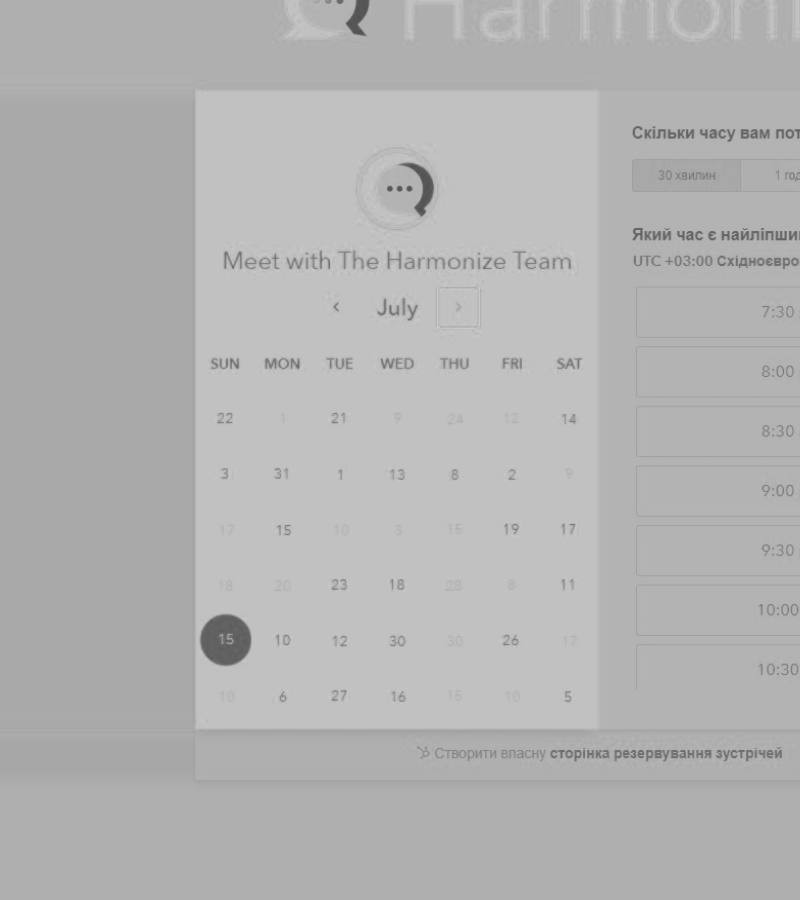 Harmoni
Meet with The Harmonize Team
July
SUN MON TUE WED THU FRI SAT
22 1 21 9 24 12 14
3 31 1 13 8 2 9
17 15 10 3 15 19 17
18 20 23 18 28 8 11
15 10 12 30 30 26 17
10 6 27 16 15 10 5
Скільки часу вам пот
30 хвилин 1 год
Який час є найліпши
UTC +03:00 Східноєвро
7:30
8:00
8:30
9:00
9:30
10:00
10:30
Створити власну сторінка резервування зустрічей